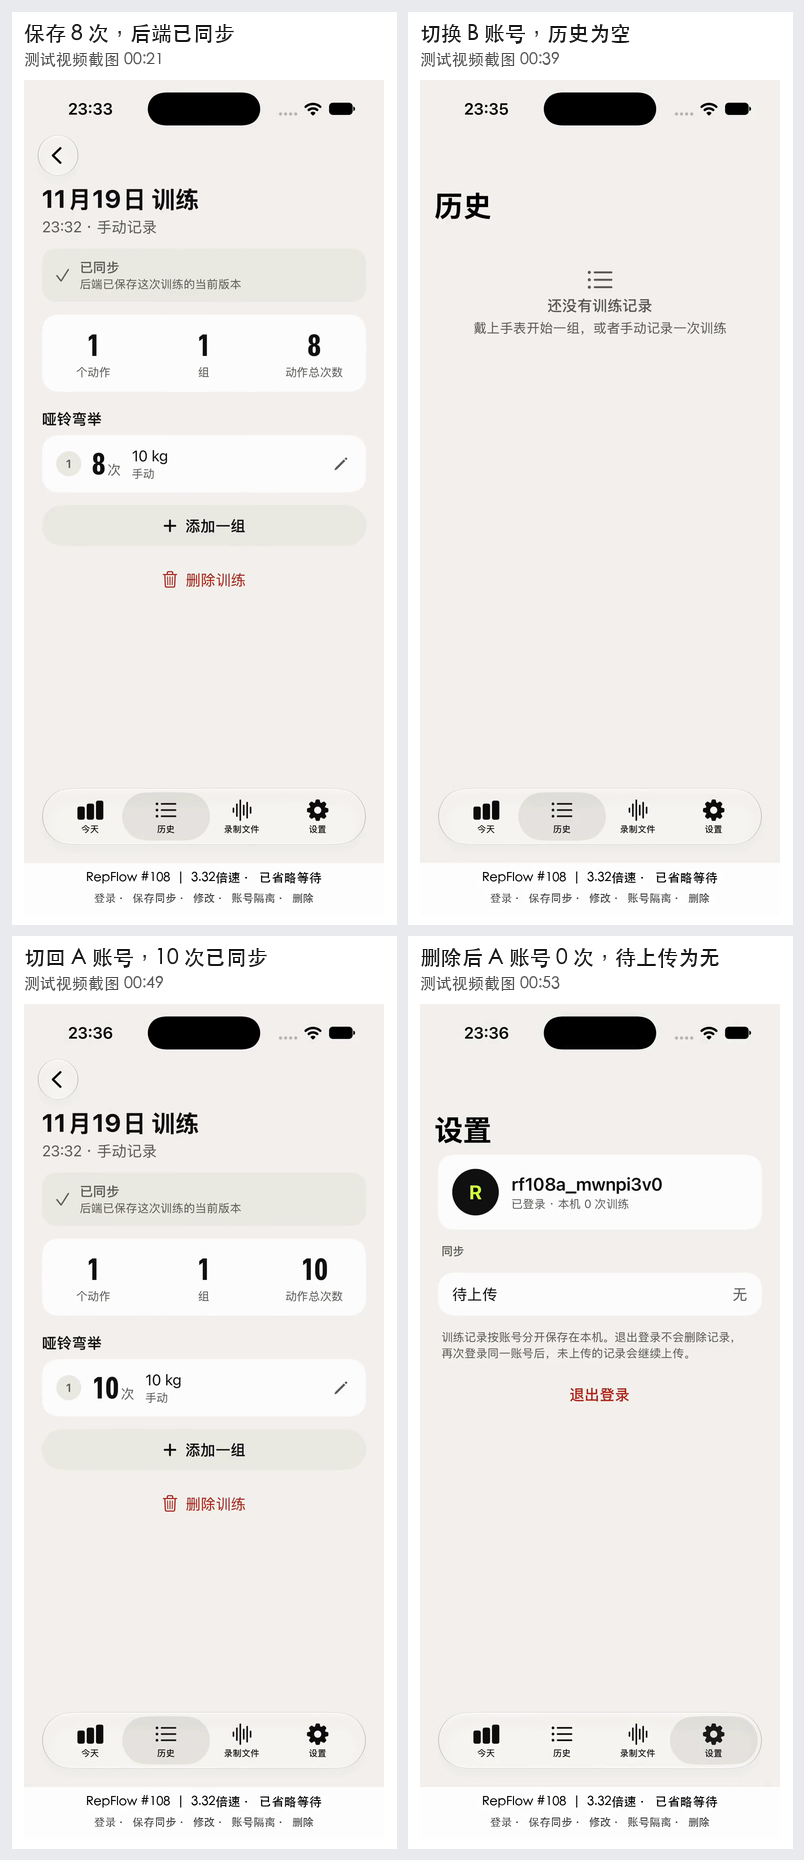 保存 8 次，后端已同步
测试视频截图 00:21
23:33
11月19日 训练
23:32 · 手动记录
已同步
后端已保存这次训练的当前版本
1 1 8
个动作 组 动作总次数
哑铃弯举
1 8次 10 kg
手动
+ 添加一组
删除训练
今天 历史 录制文件 设置
RepFlow #108 | 3.32倍速 · 已省略等待
登录 · 保存同步 · 修改 · 账号隔离 · 删除
切换 B 账号，历史为空
测试视频截图 00:39
23:35
历史
还没有训练记录
戴上手表开始一组，或者手动记录一次训练
今天 历史 录制文件 设置
RepFlow #108 | 3.32倍速 · 已省略等待
登录 · 保存同步 · 修改 · 账号隔离 · 删除
切回 A 账号，10 次已同步
测试视频截图 00:49
23:36
11月19日 训练
23:32 · 手动记录
已同步
后端已保存这次训练的当前版本
1 1 10
个动作 组 动作总次数
哑铃弯举
1 10次 10 kg
手动
+ 添加一组
删除训练
今天 历史 录制文件 设置
RepFlow #108 | 3.32倍速 · 已省略等待
登录 · 保存同步 · 修改 · 账号隔离 · 删除
删除后 A 账号 0 次，待上传为无
测试视频截图 00:53
23:36
设置
R
rf108a_mwnpi3v0
已登录 · 本机 0 次训练
同步
待上传 无
训练记录按账号分开保存在本机。退出登录不会删除记录，
再次登录同一账号后，未上传的记录会继续上传。
退出登录
今天 历史 录制文件 设置
RepFlow #108 | 3.32倍速 · 已省略等待
登录 · 保存同步 · 修改 · 账号隔离 · 删除